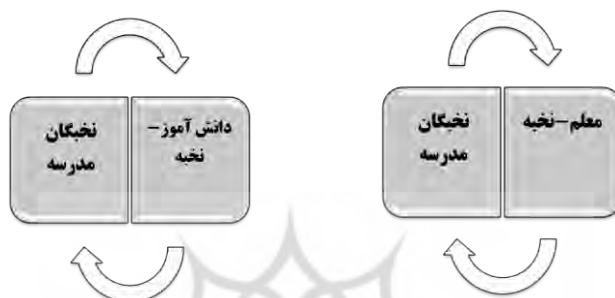 معلم–نخبه
نخبگان
مدرسه
دانش آموز–
نخبه
نخبگان
مدرسه